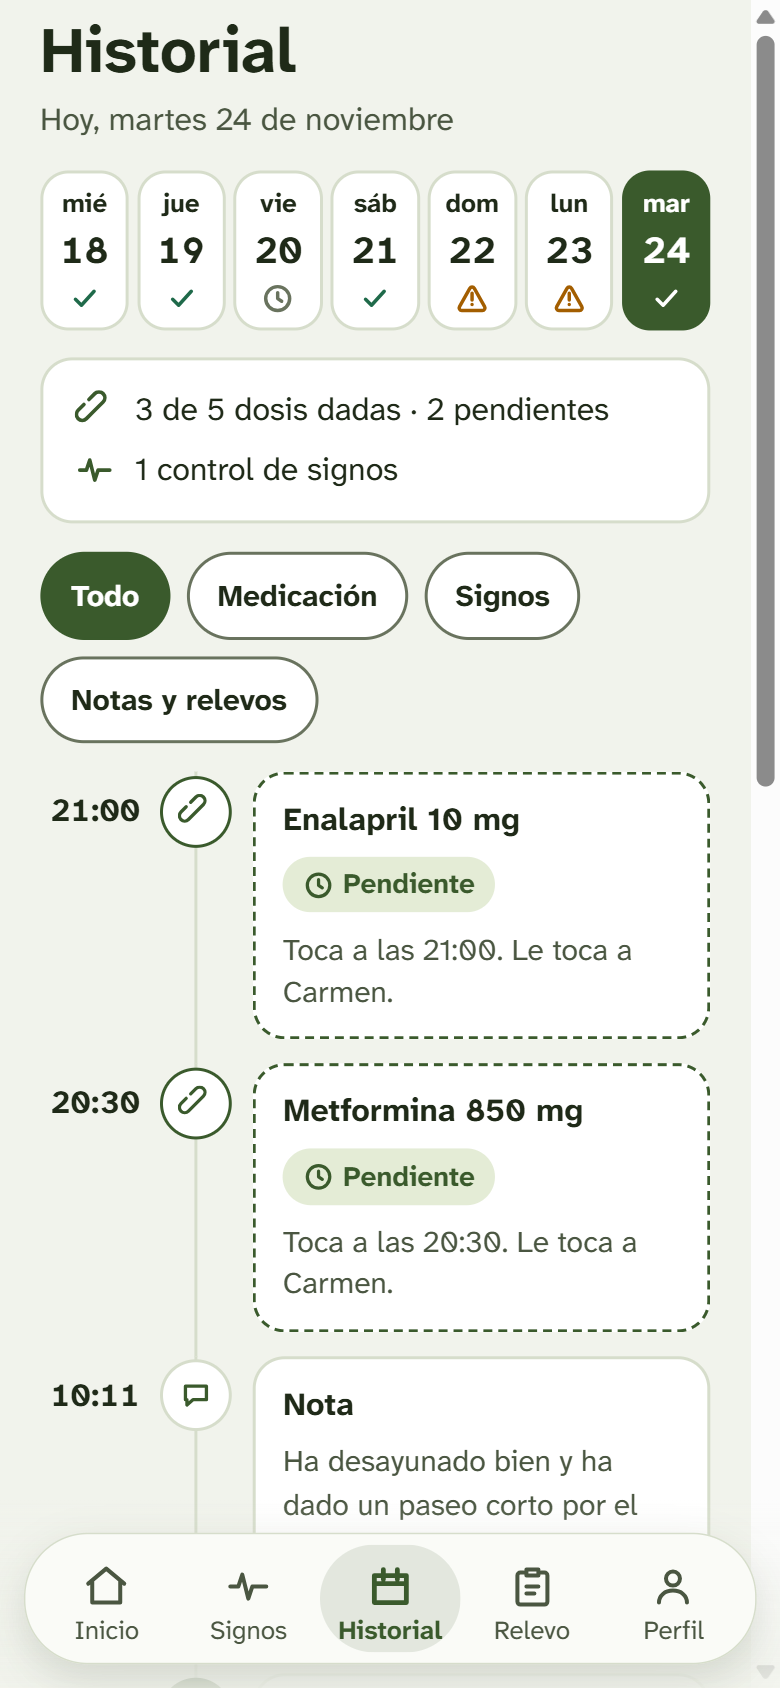 Historial
Hoy, martes 24 de noviembre
mié jue vie sáb dom lun mar
18 19 20 21 22 23 24
3 de 5 dosis dadas · 2 pendientes
1 control de signos
Todo Medicación Signos
Notas y relevos
21:00 Enalapril 10 mg
Pendiente
Toca a las 21:00. Le toca a
Carmen.
20:30 Metformina 850 mg
Pendiente
Toca a las 20:30. Le toca a
Carmen.
10:11 Nota
Ha desayunado bien y ha
dado un paseo corto por el
Inicio Signos Historial Relevo Perfil